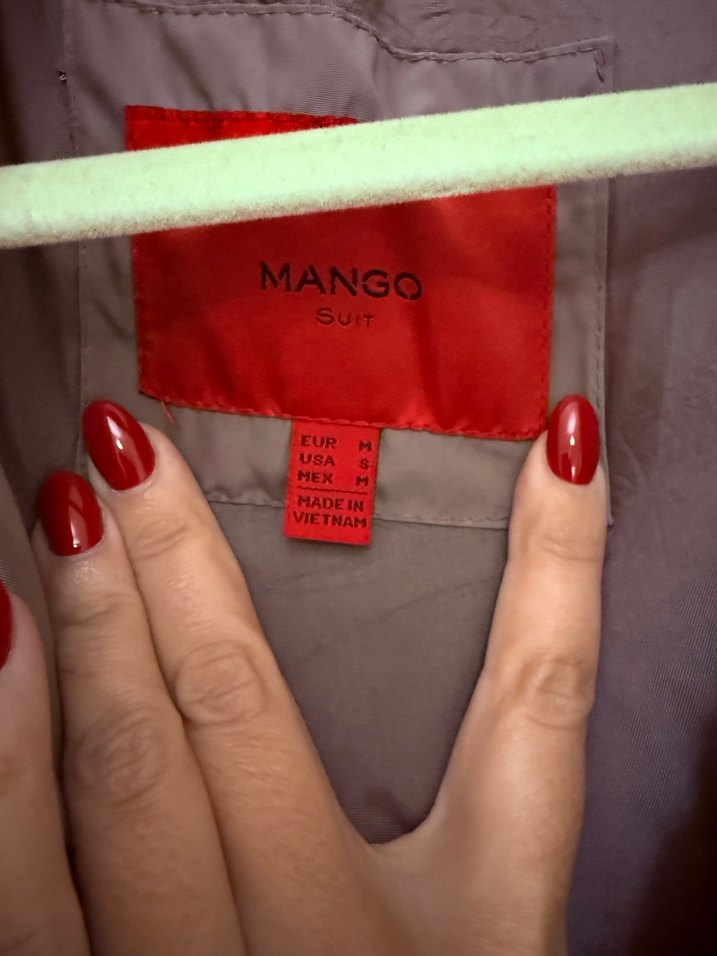 MANGO
SUIT
EUR M
USA S
MEX M
MADE IN
VIETNAM